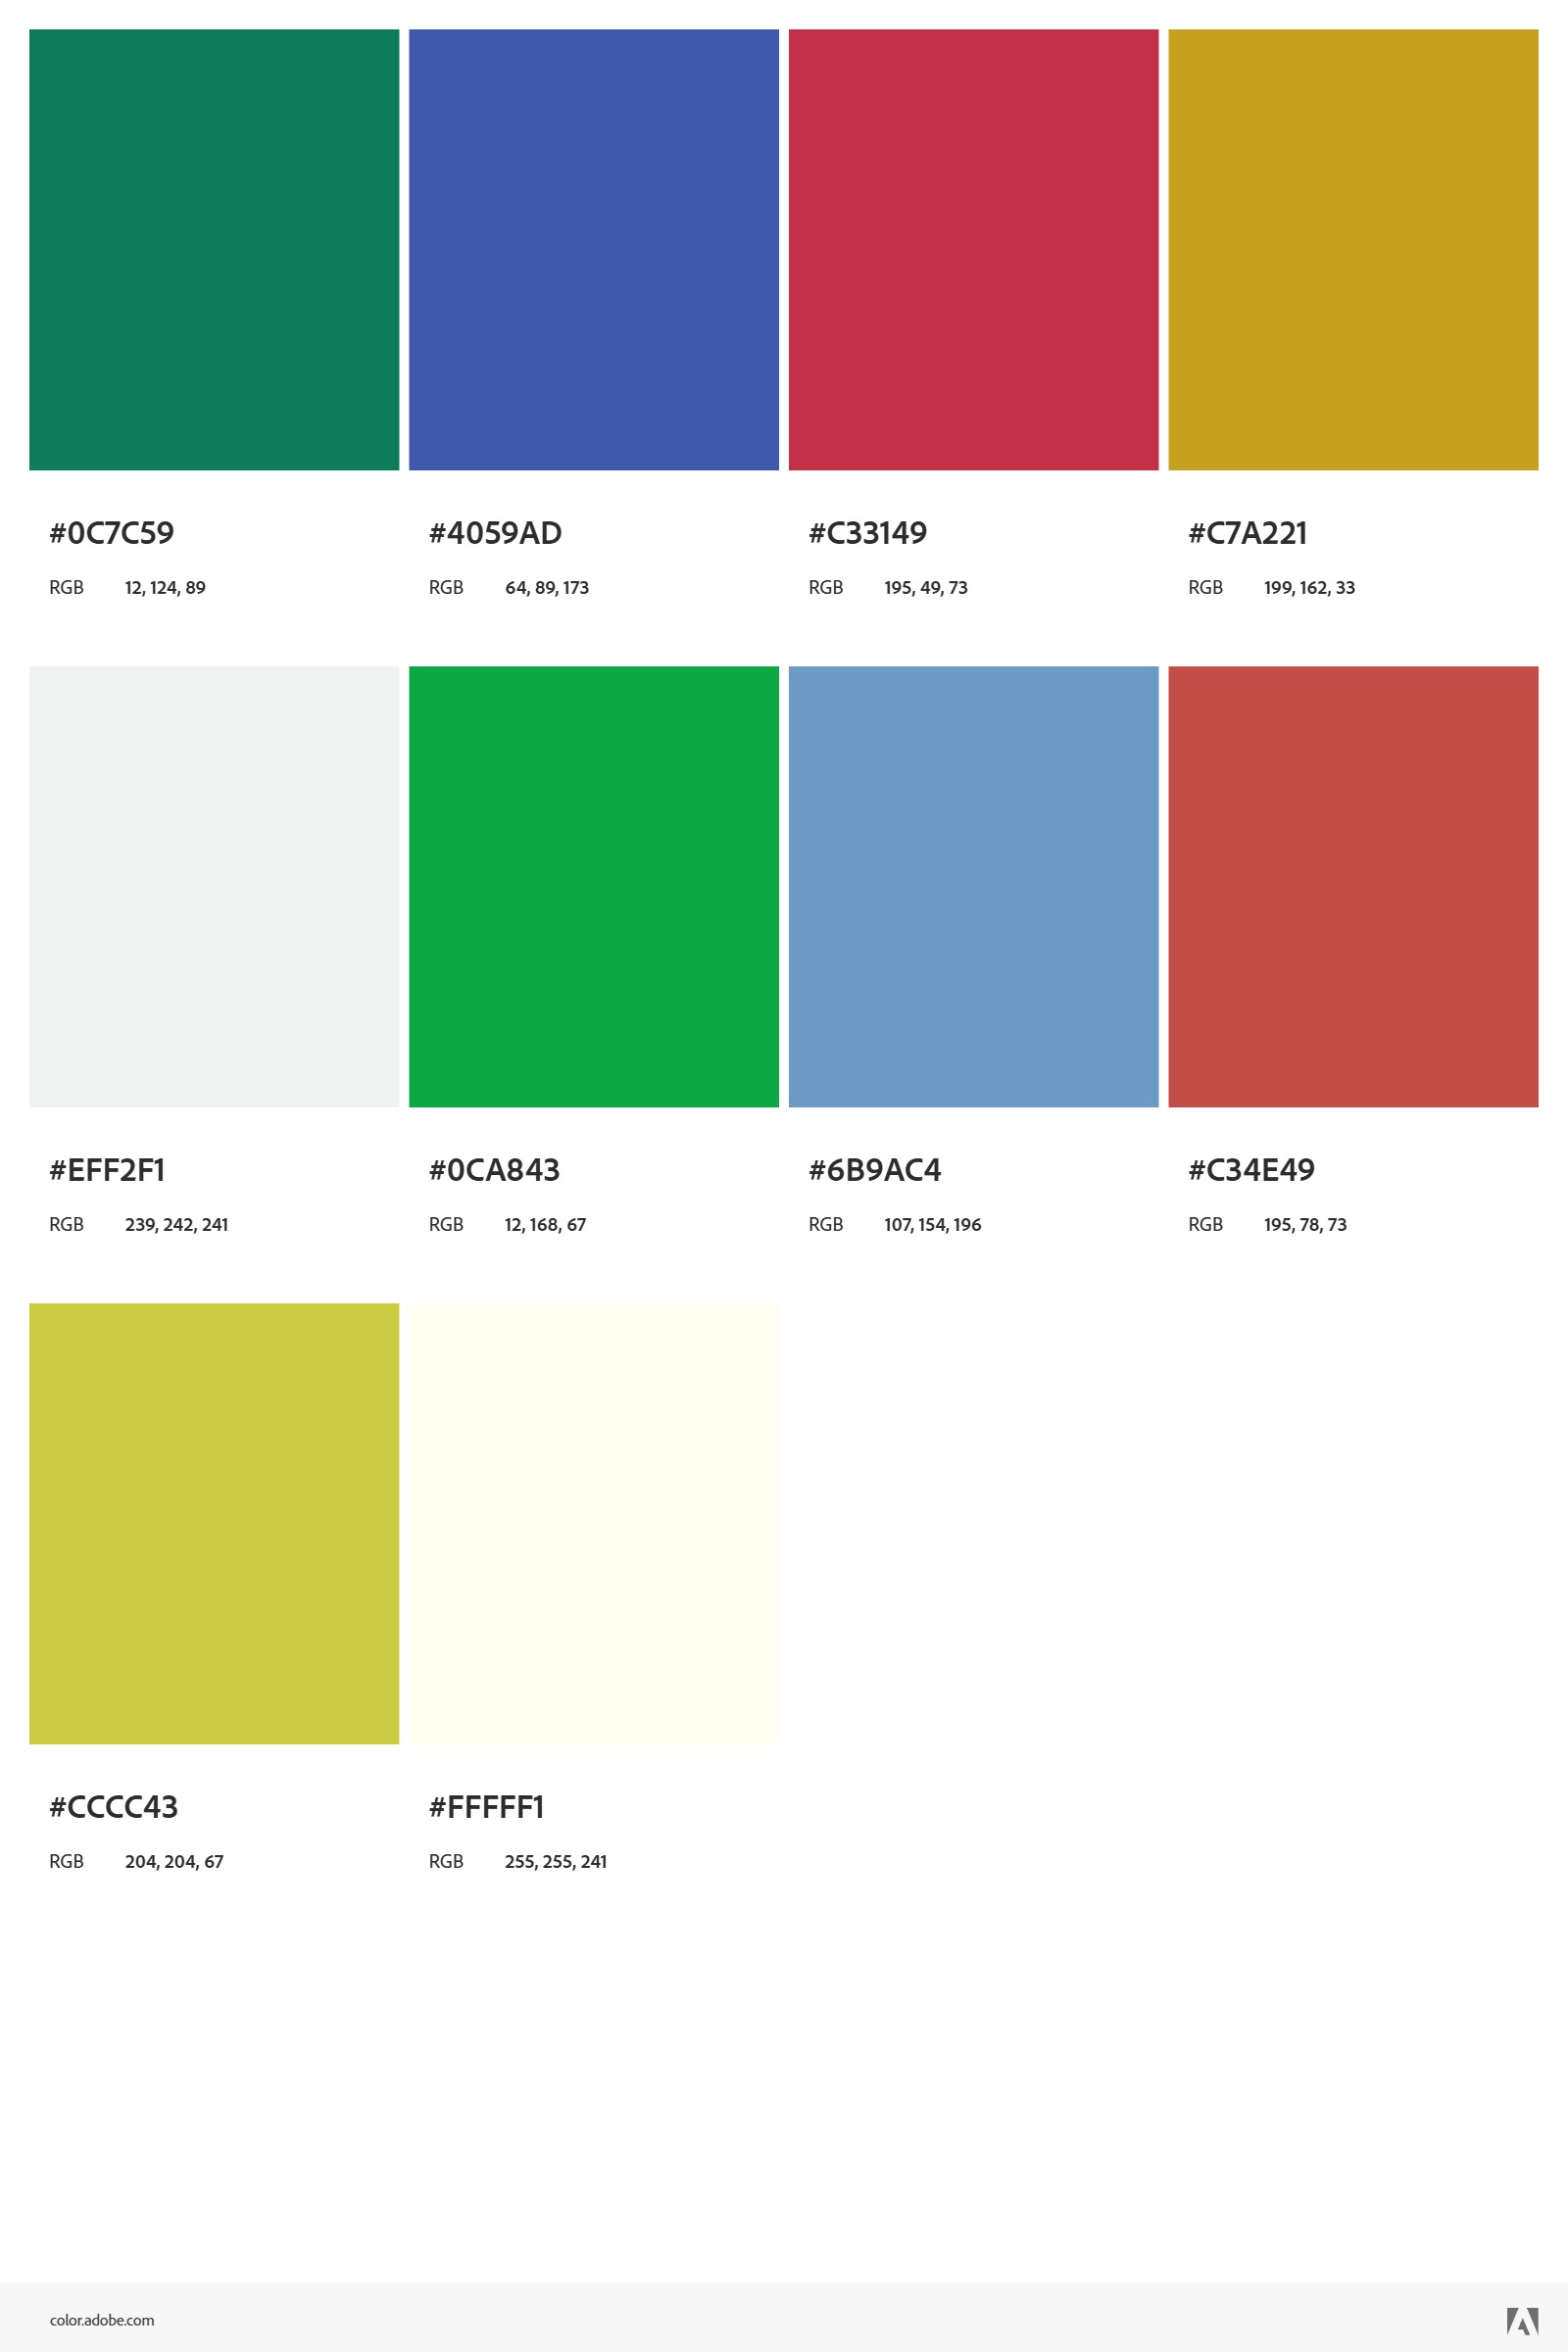 #0C7C59 #4059AD #C33149 #C7A221
RGB 12, 124, 89 RGB 64, 89, 173 RGB 195, 49, 73 RGB 199, 162, 33
#EFF2F1 #0CA843 #6B9AC4 #C34E49
RGB 239, 242, 241 RGB 12, 168, 67 RGB 107, 154, 196 RGB 195, 78, 73
#CCCC43 #FFFFF1
RGB 204, 204, 67 RGB 255, 255, 241
color.adobe.com